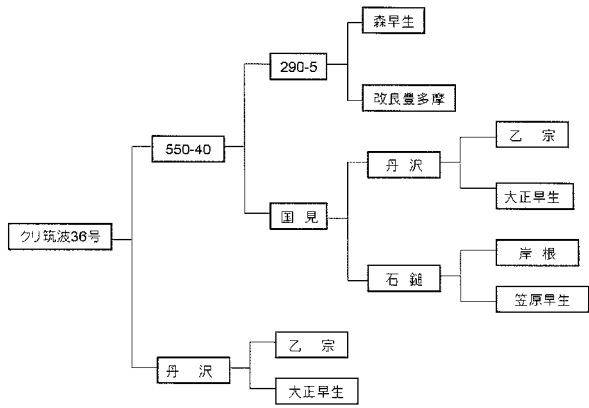 森早生
290-5
改良豊多摩
550-40
乙 宗
丹 沢
大正早生
国 見
クリ筑波36号
岸 根
石 鎚
笠原早生
乙 宗
丹 沢
大正早生